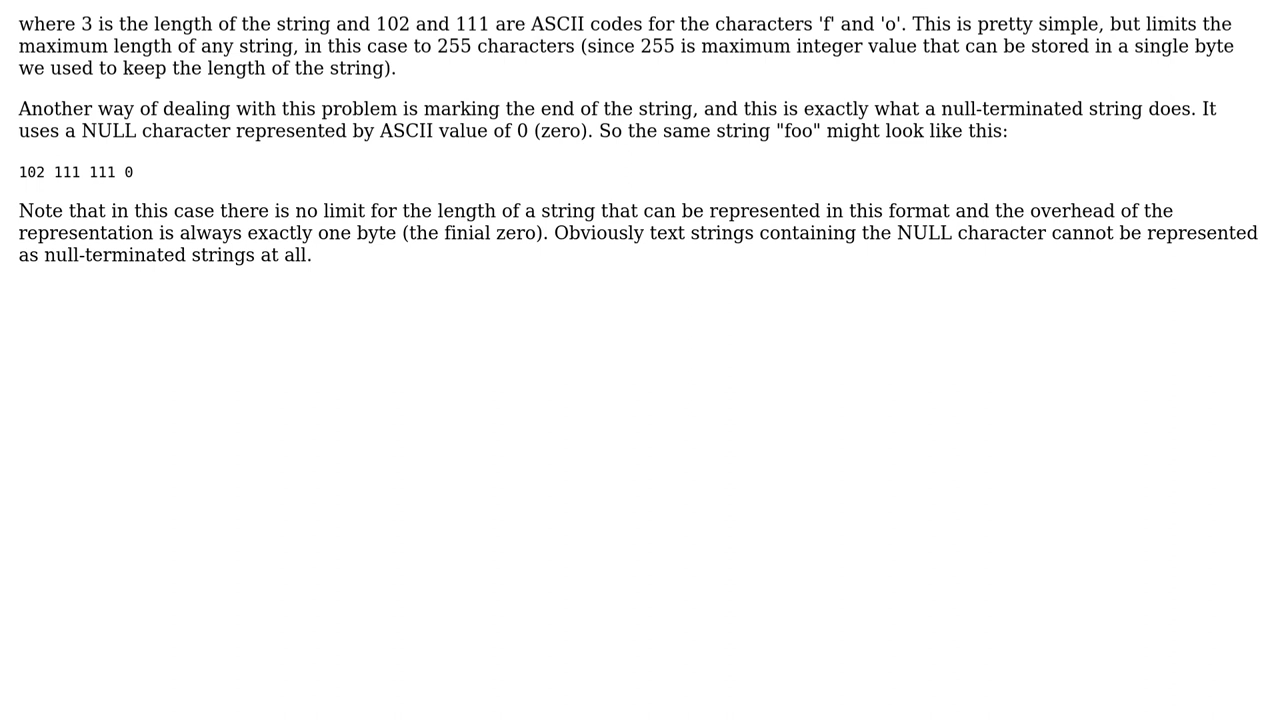 where 3 is the length of the string and 102 and 111 are ASCII codes for the characters 'f' and 'o'. This is pretty simple, but limits the
maximum length of any string, in this case to 255 characters (since 255 is maximum integer value that can be stored in a single byte
we used to keep the length of the string).
Another way of dealing with this problem is marking the end of the string, and this is exactly what a null-terminated string does. It
uses a NULL character represented by ASCII value of 0 (zero). So the same string "foo" might look like this:
102 111 111 0
Note that in this case there is no limit for the length of a string that can be represented in this format and the overhead of the
representation is always exactly one byte (the finial zero). Obviously text strings containing the NULL character cannot be represented
as null-terminated strings at all.